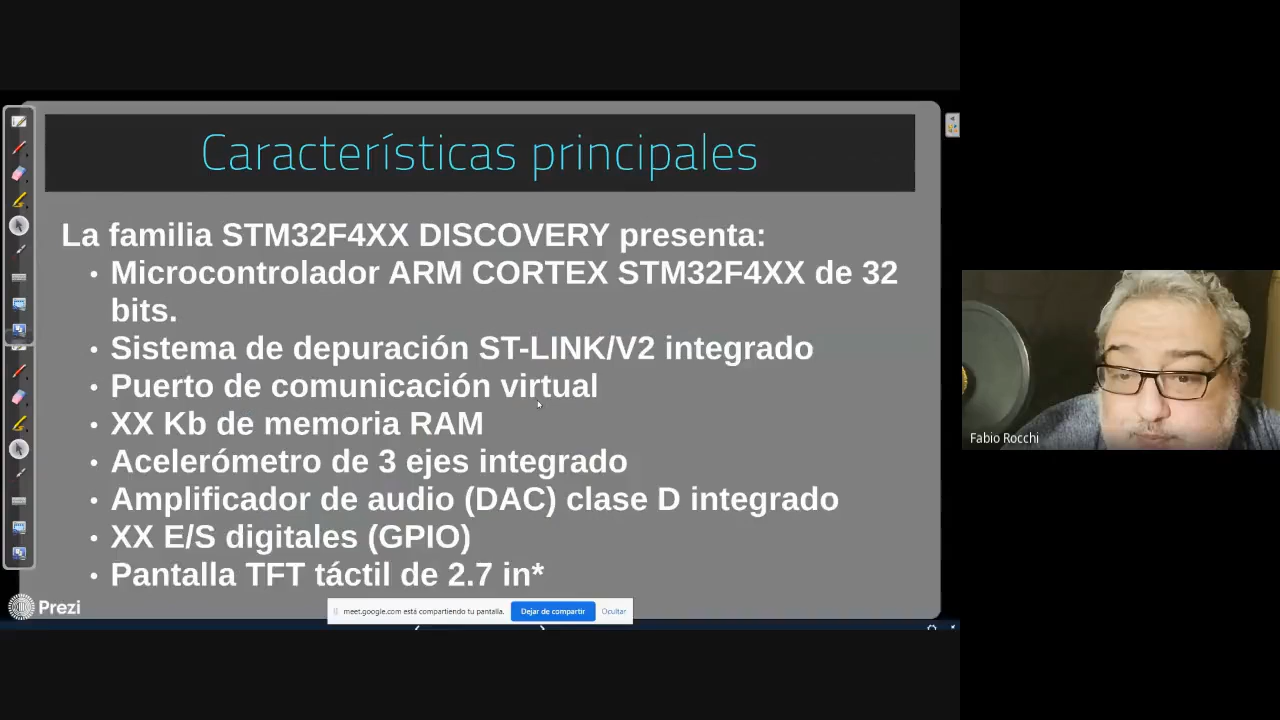 Características principales
La familia STM32F4XX DISCOVERY presenta:
• Microcontrolador ARM CORTEX STM32F4XX de 32
bits.
• Sistema de depuración ST-LINK/V2 integrado
• Puerto de comunicación virtual
• XX Kb de memoria RAM
• Acelerómetro de 3 ejes integrado
• Amplificador de audio (DAC) clase D integrado
• XX E/S digitales (GPIO)
• Pantalla TFT táctil de 2.7 in*
Prezi
meet.google.com está compartiendo tu pantalla. Dejar de compartir Ocultar
Fabio Rocchi